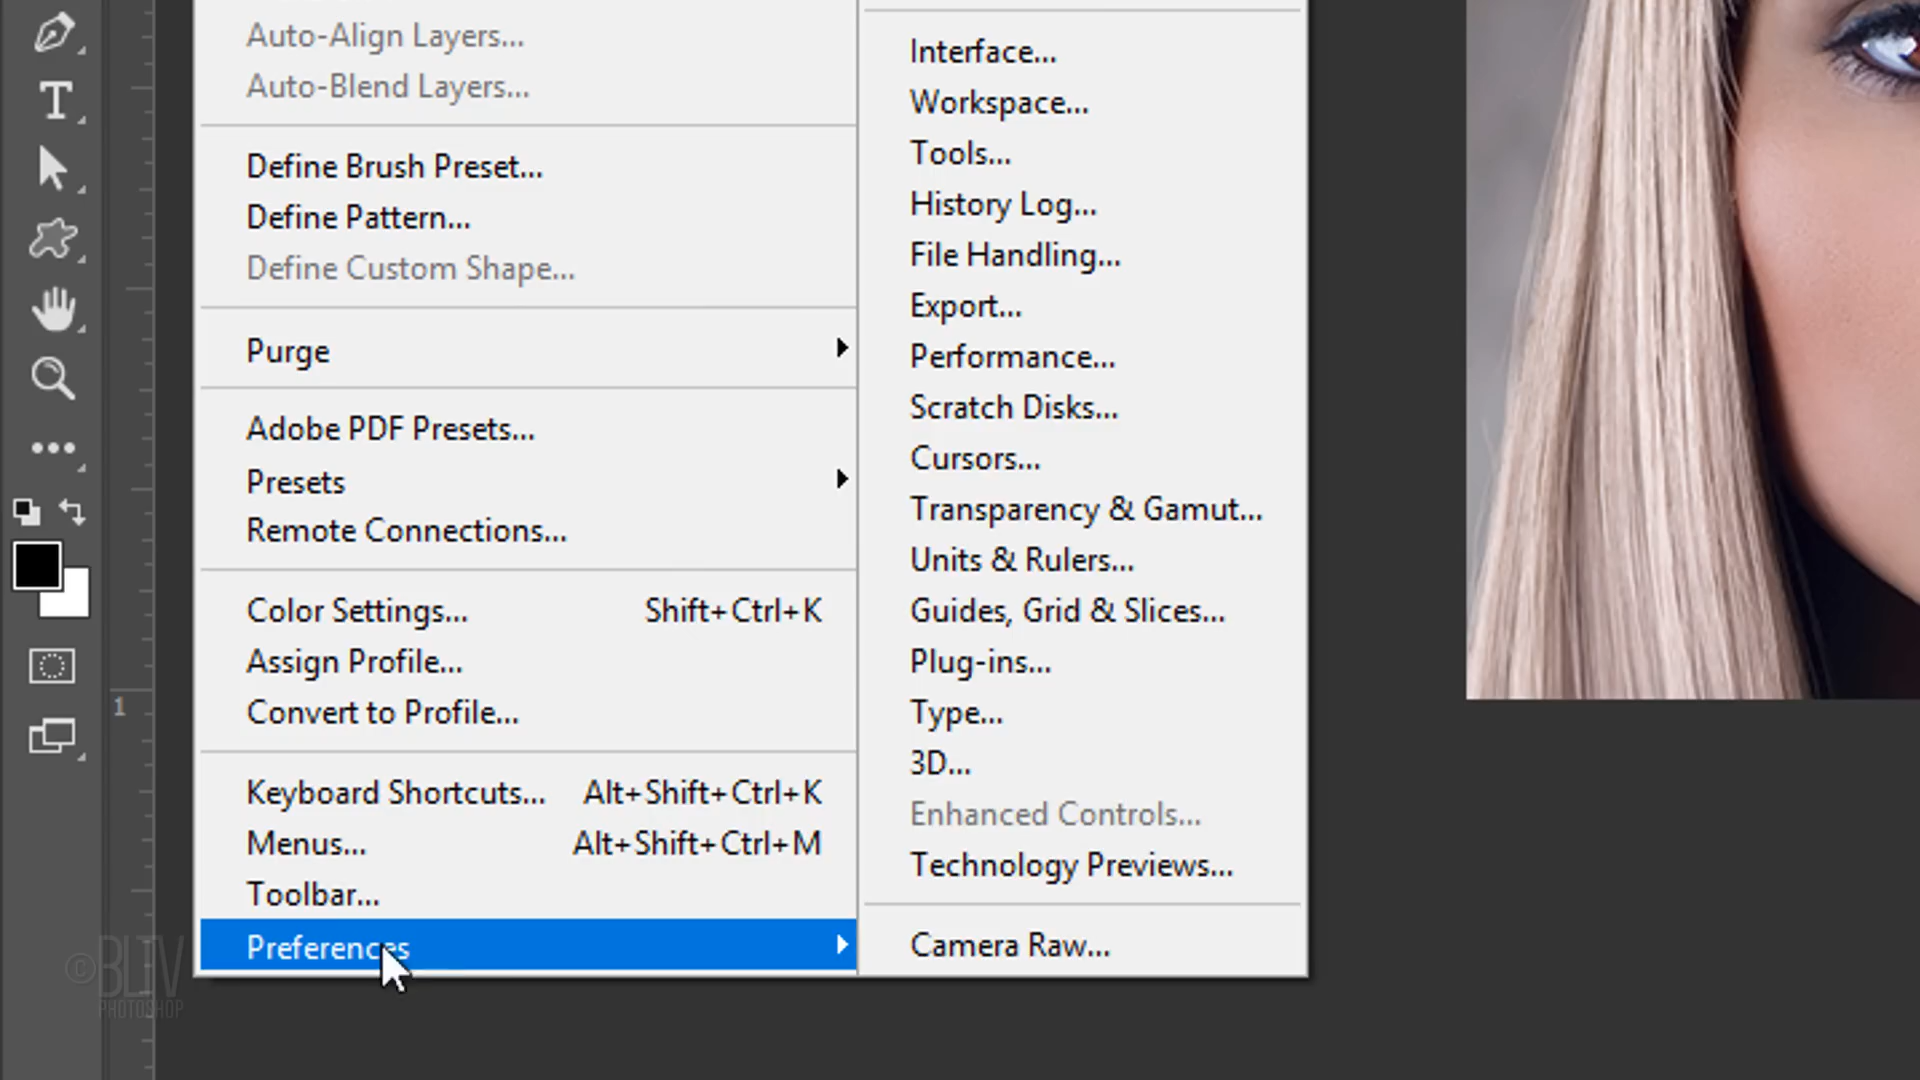 Auto-Align Layers...
Auto-Blend Layers...
Define Brush Preset...
Define Pattern...
Define Custom Shape...
Purge
Adobe PDF Presets...
Presets
Remote Connections...
Color Settings... Shift+Ctrl+K
Assign Profile...
Convert to Profile...
Keyboard Shortcuts... Alt+Shift+Ctrl+K
Menus... Alt+Shift+Ctrl+M
Toolbar...
Preferences
Interface...
Workspace...
Tools...
History Log...
File Handling...
Export...
Performance...
Scratch Disks...
Cursors...
Transparency & Gamut...
Units & Rulers...
Guides, Grid & Slices...
Plug-ins...
Type...
3D...
Enhanced Controls...
Technology Previews...
Camera Raw...
1
© BLTV
PHOTOSHOP